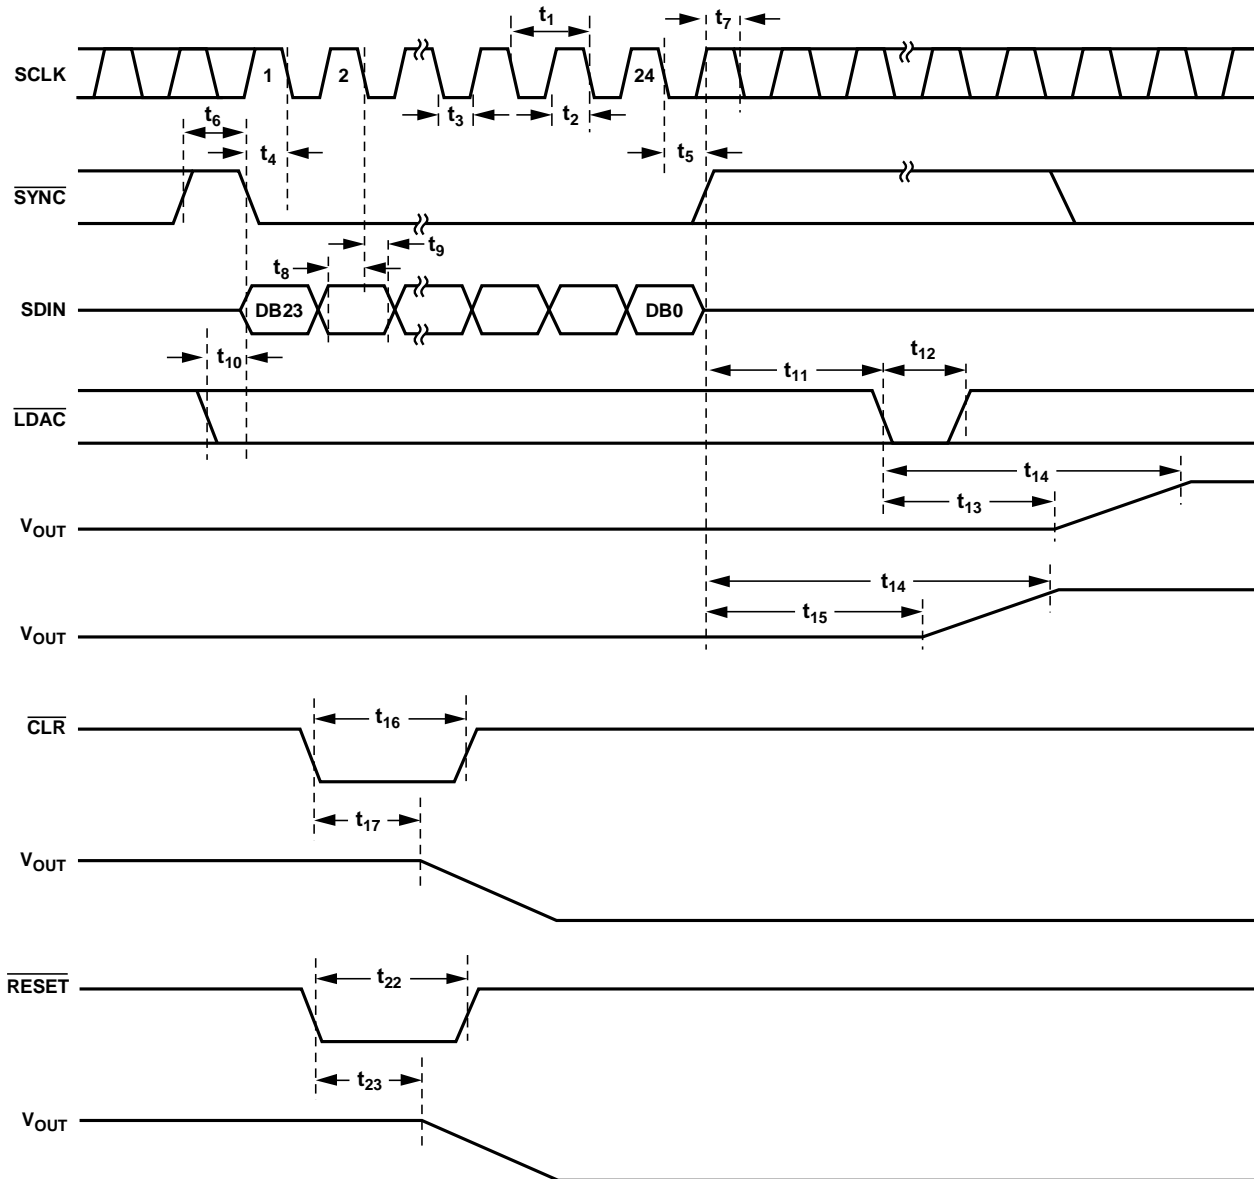 t1
t7
SCLK
1
2
24
t3
t2
t6
t4
t5
SYNC
t9
t8
SDIN
DB23
DB0
t10
t11
t12
LDAC
t14
t13
VOUT
t14
t15
VOUT
CLR
t16
t17
VOUT
RESET
t22
t23
VOUT